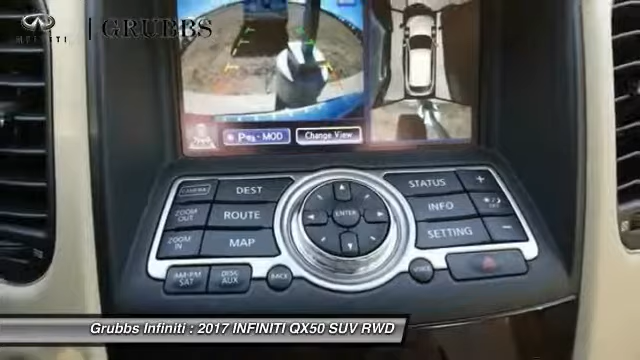 INFINITI | GRUBBS
P•)))▲-MOD
Change View
CAMERA
DEST
STATUS
+
ZOOM OUT
ROUTE
INFO
ZOOM IN
MAP
ENTER
SETTING
-
AM•FM SAT
DISC AUX
BACK
VOICE
Grubbs Infiniti : 2017 INFINITI QX50 SUV RWD